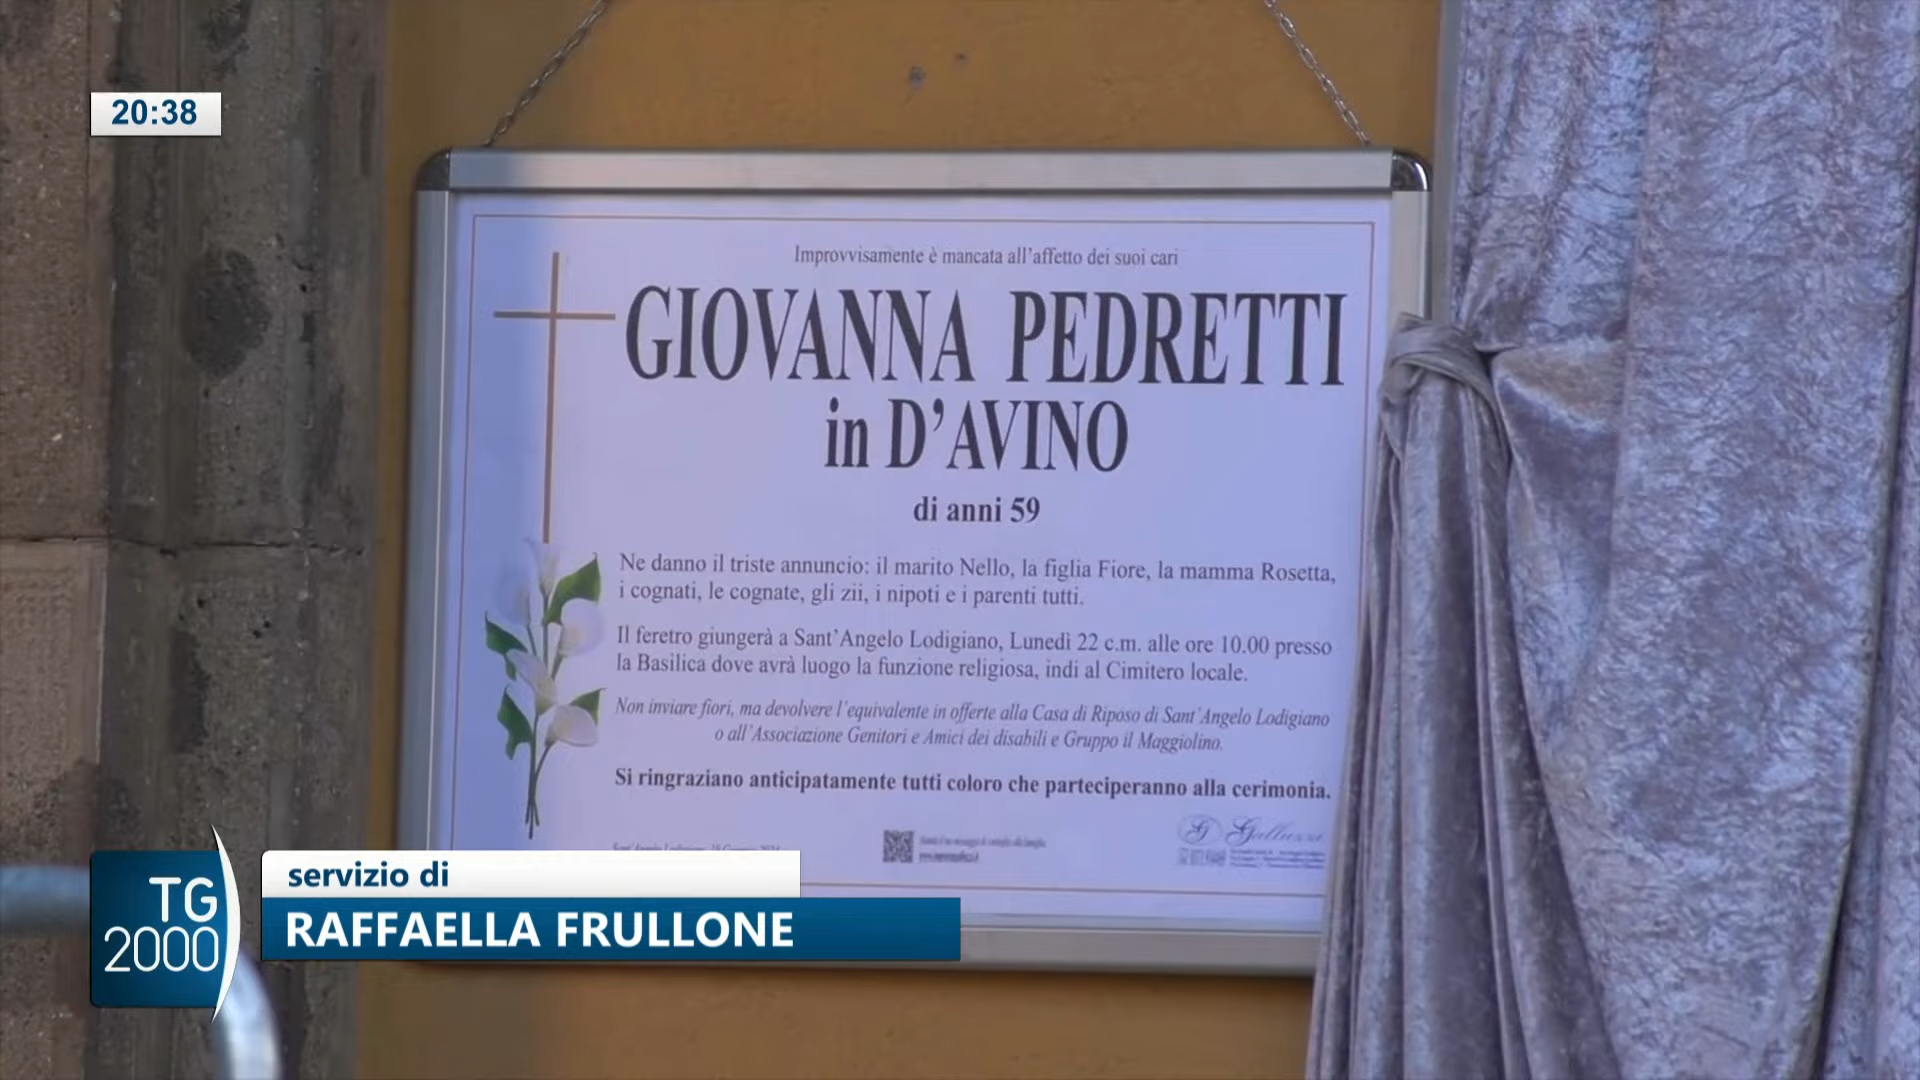 20:38
Improvvisamente è mancata all'affetto dei suoi cari
GIOVANNA PEDRETTI
in D'AVINO
di anni 59
Ne danno il triste annuncio: il marito Nello, la figlia Fiore, la mamma Rosetta,
i cognati, le cognate, gli zii, i nipoti e i parenti tutti.
Il feretro giungerà a Sant'Angelo Lodigiano, Lunedì 22 c.m. alle ore 10.00 presso
la Basilica dove avrà luogo la funzione religiosa, indi al Cimitero locale.
Non inviare fiori, ma devolvere l'equivalente in offerte alla Casa di Riposo di Sant'Angelo Lodigiano
o all'Associazione Genitori e Amici dei disabili e Gruppo il Maggiolino.
Si ringraziano anticipatamente tutti coloro che parteciperanno alla cerimonia.
servizio di
RAFFAELLA FRULLONE
TG
2000